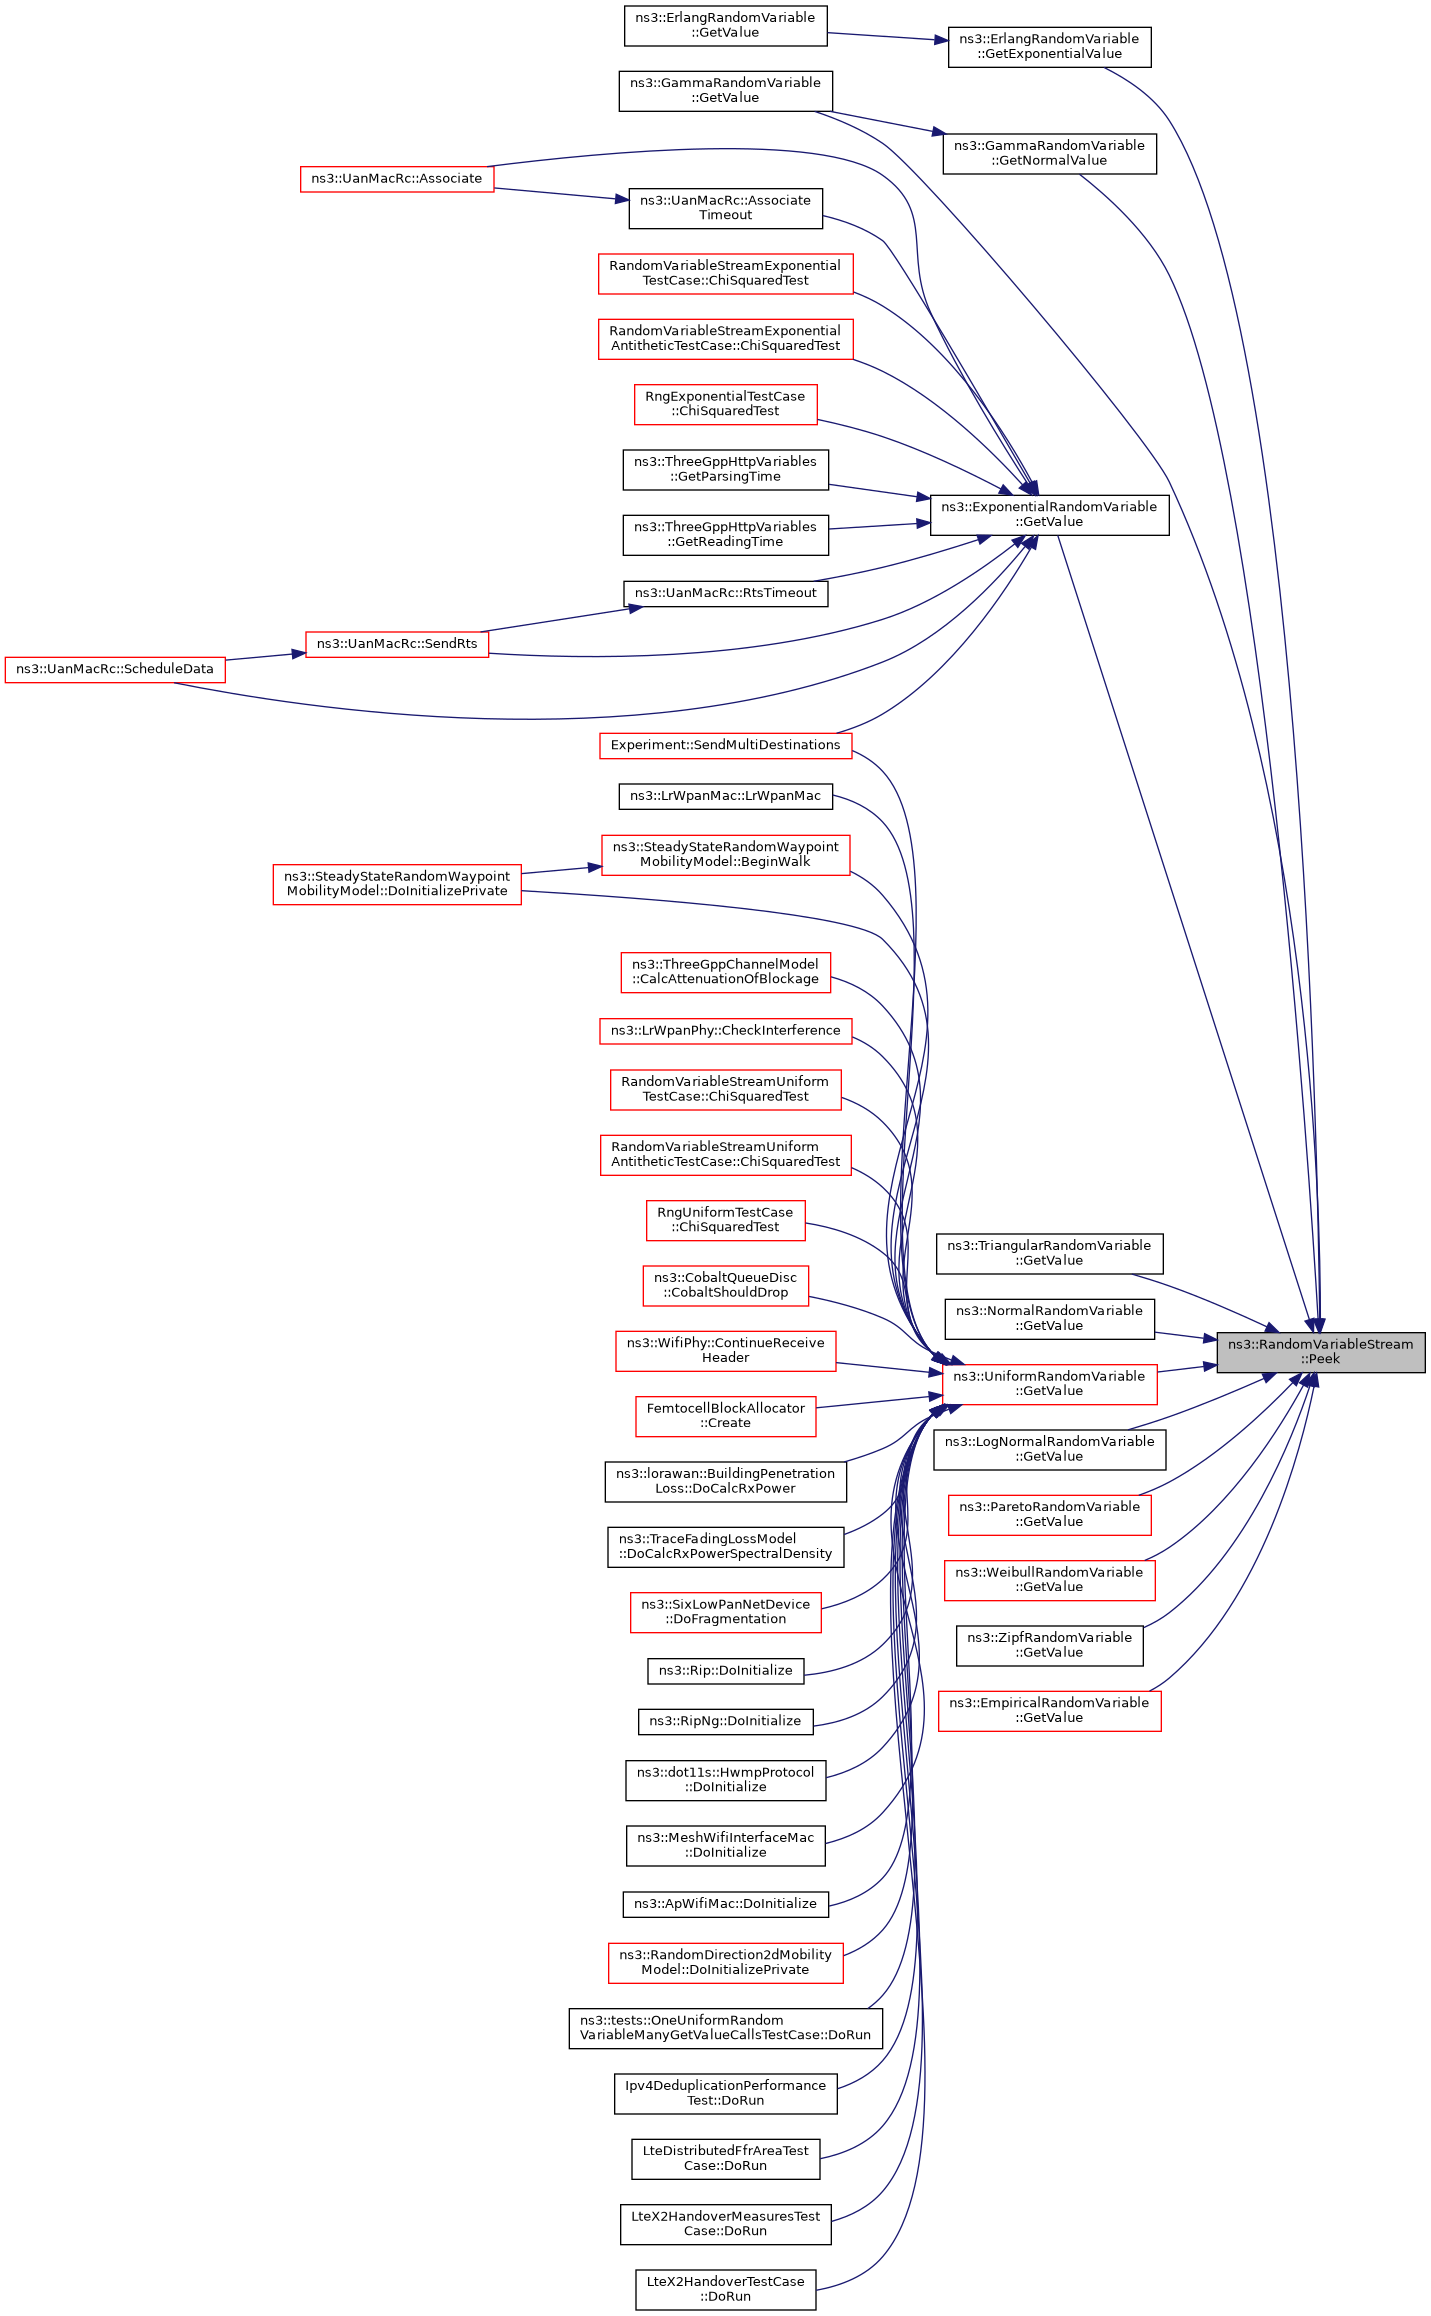 ns3::ErlangRandomVariable
::GetValue
ns3::ErlangRandomVariable
::GetExponentialValue
ns3::GammaRandomVariable
::GetValue
ns3::GammaRandomVariable
::GetNormalValue
ns3::UanMacRc::Associate
ns3::UanMacRc::Associate
Timeout
RandomVariableStreamExponential
TestCase::ChiSquaredTest
RandomVariableStreamExponential
AntitheticTestCase::ChiSquaredTest
RngExponentialTestCase
::ChiSquaredTest
ns3::ThreeGppHttpVariables
::GetParsingTime
ns3::ExponentialRandomVariable
::GetValue
ns3::ThreeGppHttpVariables
::GetReadingTime
ns3::UanMacRc::RtsTimeout
ns3::UanMacRc::SendRts
ns3::UanMacRc::ScheduleData
Experiment::SendMultiDestinations
ns3::LrWpanMac::LrWpanMac
ns3::SteadyStateRandomWaypoint
MobilityModel::BeginWalk
ns3::SteadyStateRandomWaypoint
MobilityModel::DoInitializePrivate
ns3::ThreeGppChannelModel
::CalcAttenuationOfBlockage
ns3::LrWpanPhy::CheckInterference
RandomVariableStreamUniform
TestCase::ChiSquaredTest
RandomVariableStreamUniform
AntitheticTestCase::ChiSquaredTest
RngUniformTestCase
::ChiSquaredTest
ns3::TriangularRandomVariable
::GetValue
ns3::CobaltQueueDisc
::CobaltShouldDrop
ns3::NormalRandomVariable
::GetValue
ns3::RandomVariableStream
::Peek
ns3::WifiPhy::ContinueReceive
Header
ns3::UniformRandomVariable
::GetValue
FemtocellBlockAllocator
::Create
ns3::LogNormalRandomVariable
::GetValue
ns3::lorawan::BuildingPenetration
Loss::DoCalcRxPower
ns3::ParetoRandomVariable
::GetValue
ns3::TraceFadingLossModel
::DoCalcRxPowerSpectralDensity
ns3::WeibullRandomVariable
::GetValue
ns3::SixLowPanNetDevice
::DoFragmentation
ns3::ZipfRandomVariable
::GetValue
ns3::Rip::DoInitialize
ns3::EmpiricalRandomVariable
::GetValue
ns3::RipNg::DoInitialize
ns3::dot11s::HwmpProtocol
::DoInitialize
ns3::MeshWifiInterfaceMac
::DoInitialize
ns3::ApWifiMac::DoInitialize
ns3::RandomDirection2dMobility
Model::DoInitializePrivate
ns3::tests::OneUniformRandom
VariableManyGetValueCallsTestCase::DoRun
Ipv4DeduplicationPerformance
Test::DoRun
LteDistributedFfrAreaTest
Case::DoRun
LteX2HandoverMeasuresTest
Case::DoRun
LteX2HandoverTestCase
::DoRun